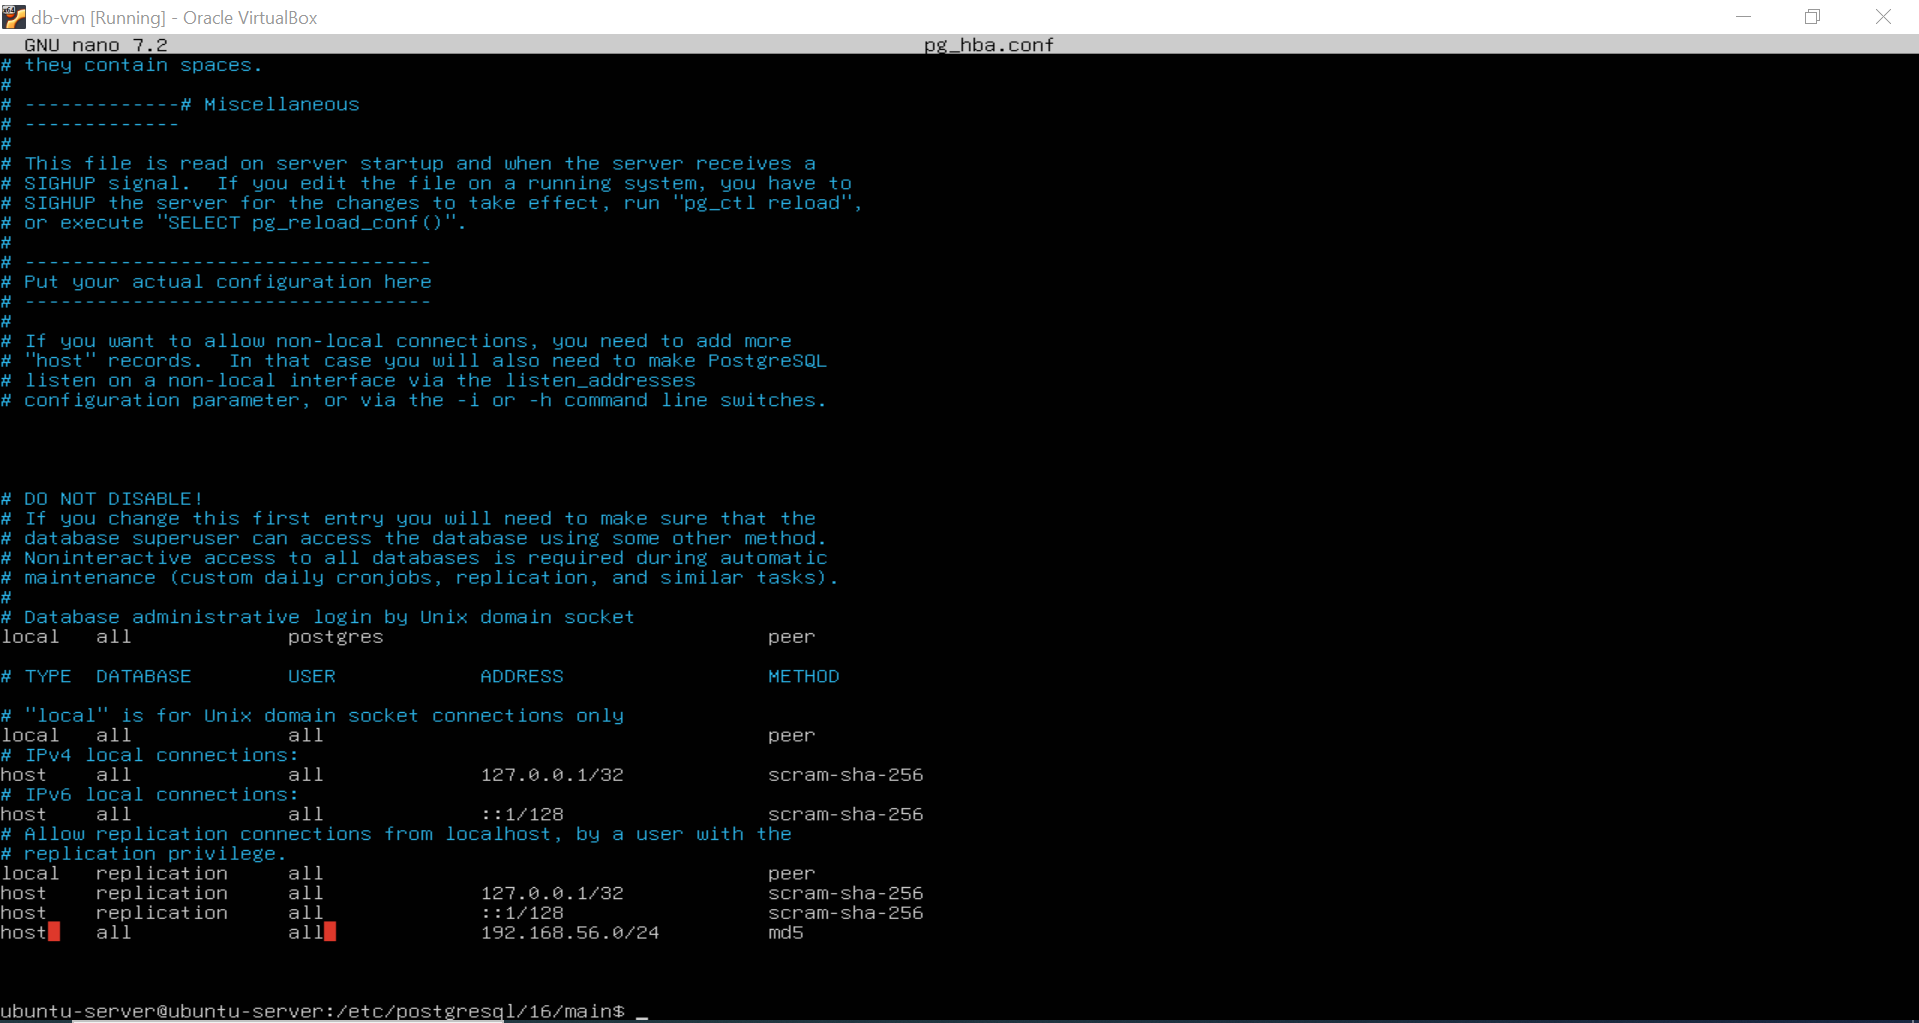 db-vm [Running] - Oracle VirtualBox
GNU nano 7.2 pg_hba.conf
# they contain spaces.
#
# -------------# Miscellaneous
# -------------
#
# This file is read on server startup and when the server receives a
# SIGHUP signal.  If you edit the file on a running system, you have to
# SIGHUP the server for the changes to take effect, run "pg_ctl reload",
# or execute "SELECT pg_reload_conf()".
#
# ----------------------------------
# Put your actual configuration here
# ----------------------------------
#
# If you want to allow non-local connections, you need to add more
# "host" records.  In that case you will also need to make PostgreSQL
# listen on a non-local interface via the listen_addresses
# configuration parameter, or via the -i or -h command line switches.
# DO NOT DISABLE!
# If you change this first entry you will need to make sure that the
# database superuser can access the database using some other method.
# Noninteractive access to all databases is required during automatic
# maintenance (custom daily cronjobs, replication, and similar tasks).
#
# Database administrative login by Unix domain socket
local   all             postgres                                peer
# TYPE  DATABASE        USER            ADDRESS                 METHOD
# "local" is for Unix domain socket connections only
local   all             all                                     peer
# IPv4 local connections:
host    all             all             127.0.0.1/32            scram-sha-256
# IPv6 local connections:
host    all             all             ::1/128                 scram-sha-256
# Allow replication connections from localhost, by a user with the
# replication privilege.
local   replication     all                                     peer
host    replication     all             127.0.0.1/32            scram-sha-256
host    replication     all             ::1/128                 scram-sha-256
host    all             all             192.168.56.0/24         md5
ubuntu-server@ubuntu-server:/etc/postgresql/16/main$ _